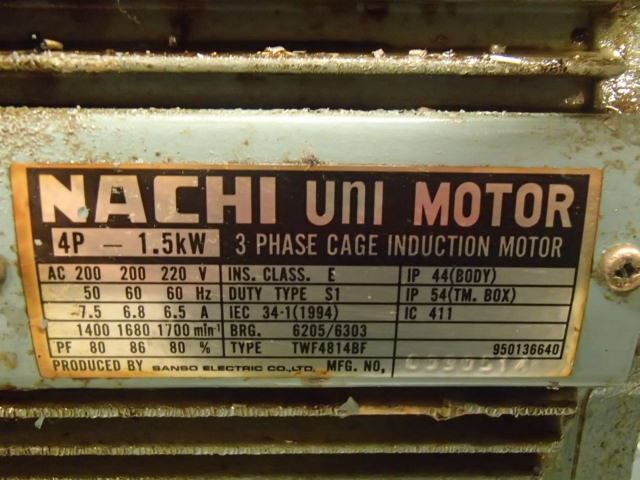 NACHI uni MOTOR
4P — 1.5kW 3 PHASE CAGE INDUCTION MOTOR
AC 200 200 220 V INS. CLASS. E IP 44(BODY)
50 60 60 Hz DUTY TYPE S1 IP 54(TM. BOX)
7.5 6.8 6.5 A IEC 34-1(1994) IC 411
1400 1680 1700 min⁻¹ BRG. 6205/6303
PF 80 86 80 % TYPE TWF4814BF 950136640
PRODUCED BY SANSO ELECTRIC CO.,LTD. MFG. NO,